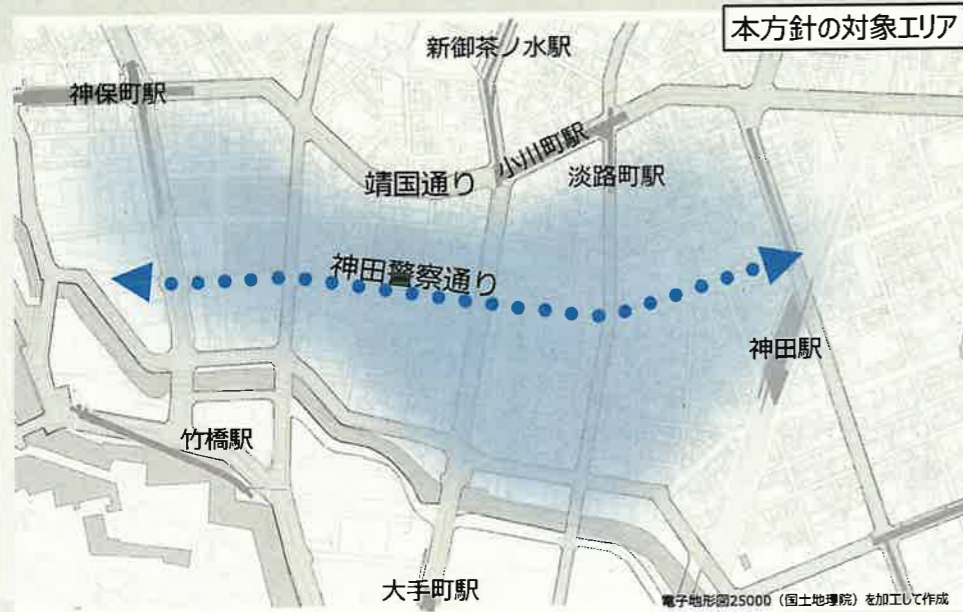 本方針の対象エリア
新御茶ノ水駅
神保町駅
小川町駅
淡路町駅
靖国通り
神田警察通り
神田駅
竹橋駅
大手町駅
電子地形図25000（国土地理院）を加工して作成